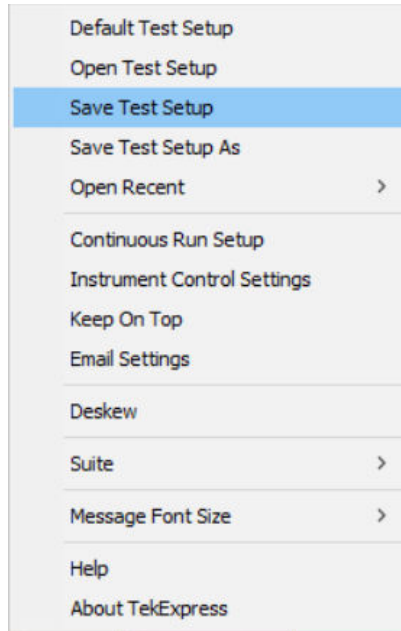 Default Test Setup
Open Test Setup
Save Test Setup
Save Test Setup As
Open Recent
Continuous Run Setup
Instrument Control Settings
Keep On Top
Email Settings
Deskew
Suite
Message Font Size
Help
About TekExpress